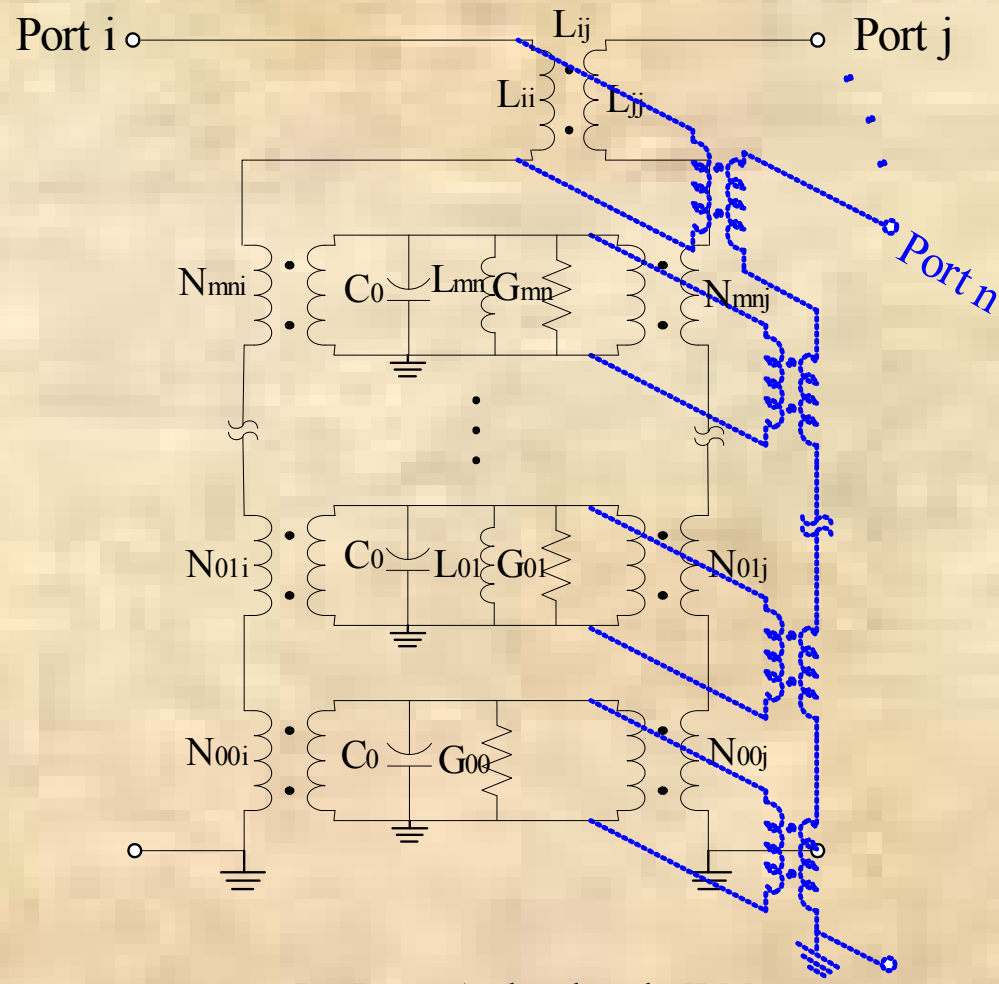 Port i
Lij
Port j
Lii
Ljj
Port n
Nmni
C0
Lmn
Gmn
Nmnj
N01i
C0
L01
G01
N01j
N00i
C0
G00
N00j